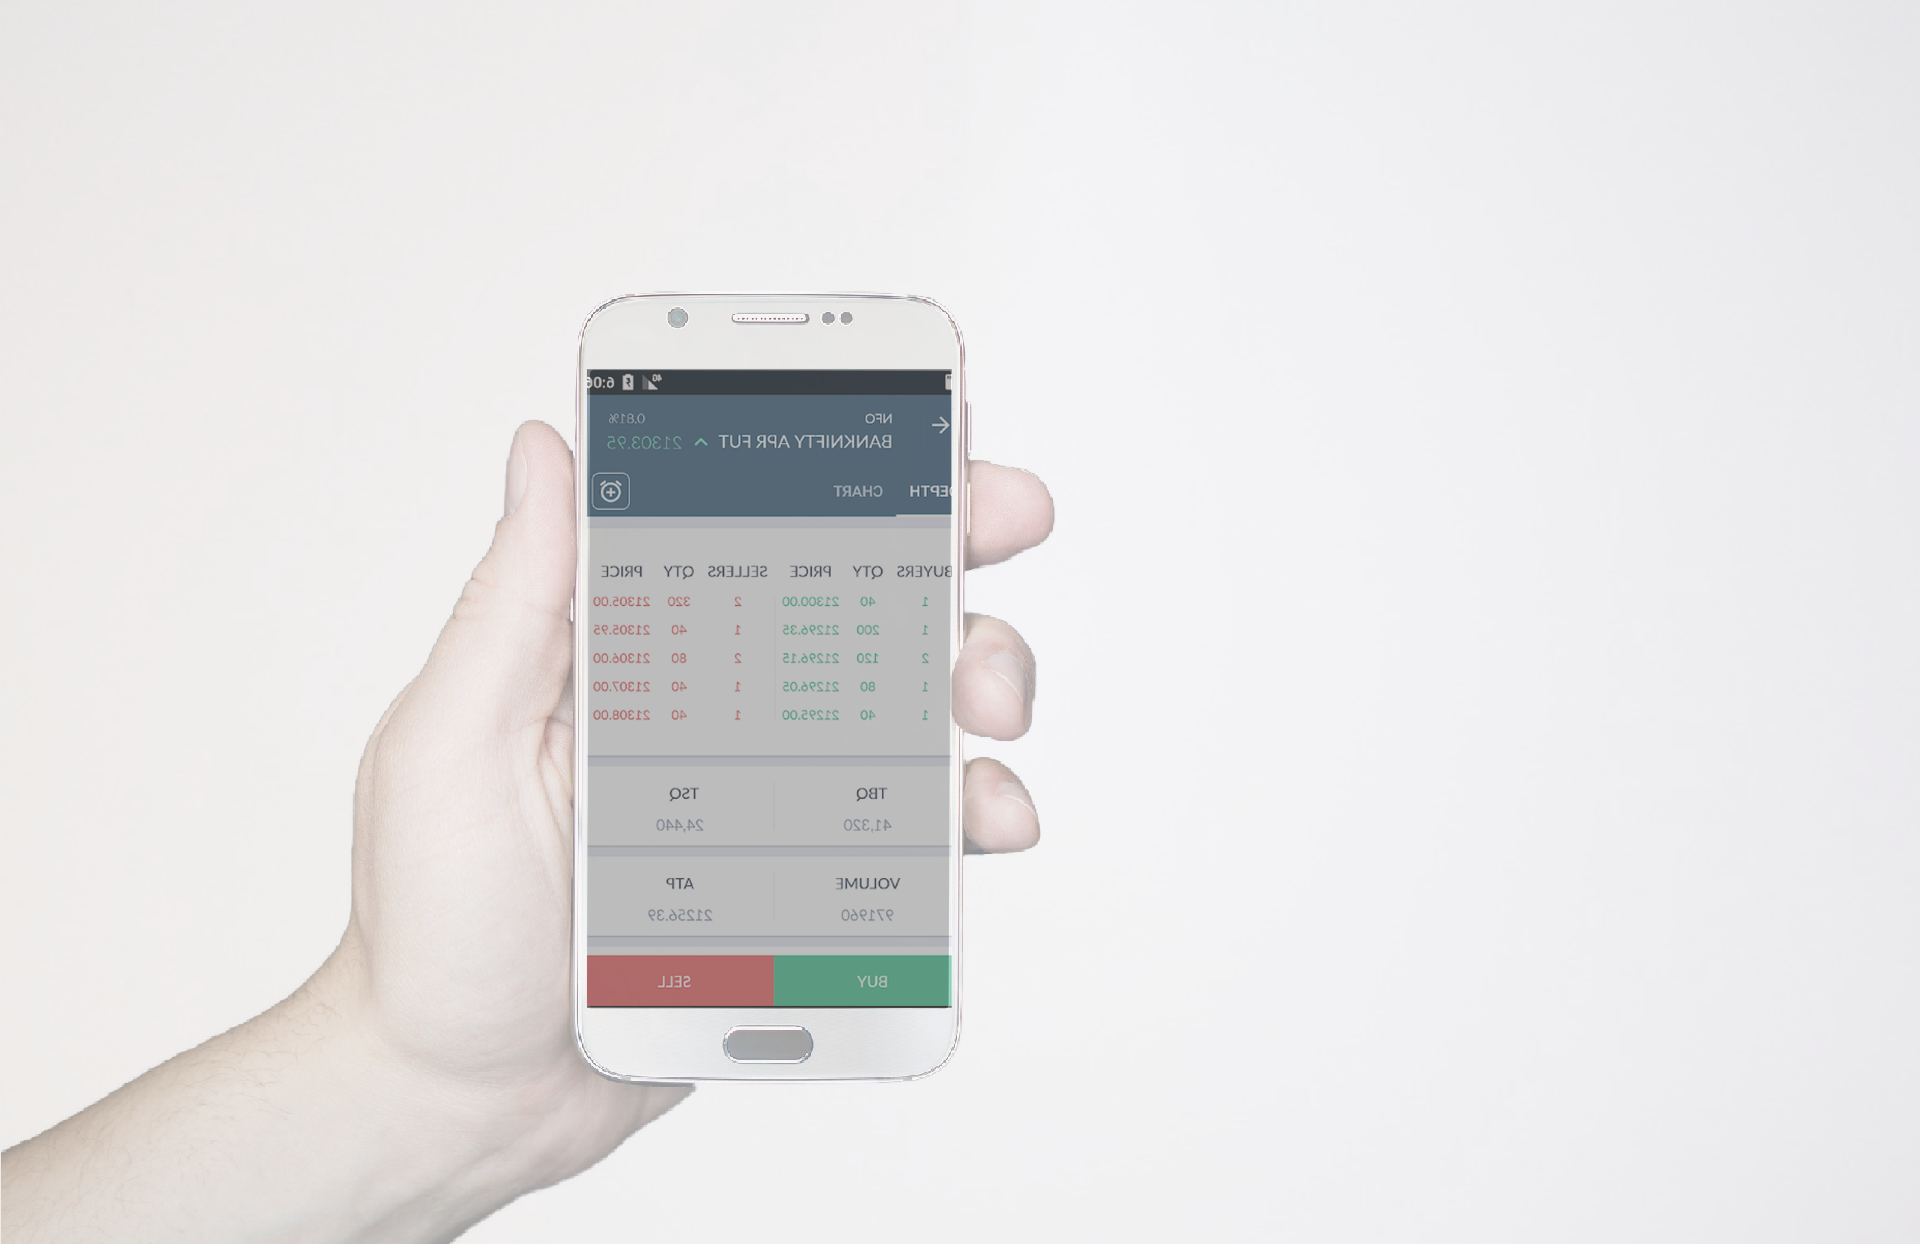 4G
NFO 0.81%
BANKNIFTY APR FUT 21303.95
EPTH CHART
BUYERS QTY PRICE SELLERS QTY PRICE
1 40 21300.00 2 320 21305.00
1 200 21296.35 1 40 21305.95
2 120 21296.15 2 80 21306.00
1 80 21296.05 1 40 21307.00
1 40 21295.00 1 40 21308.00
TBQ TSQ
41,320 24,440
VOLUME ATP
971960 21256.39
BUY SELL